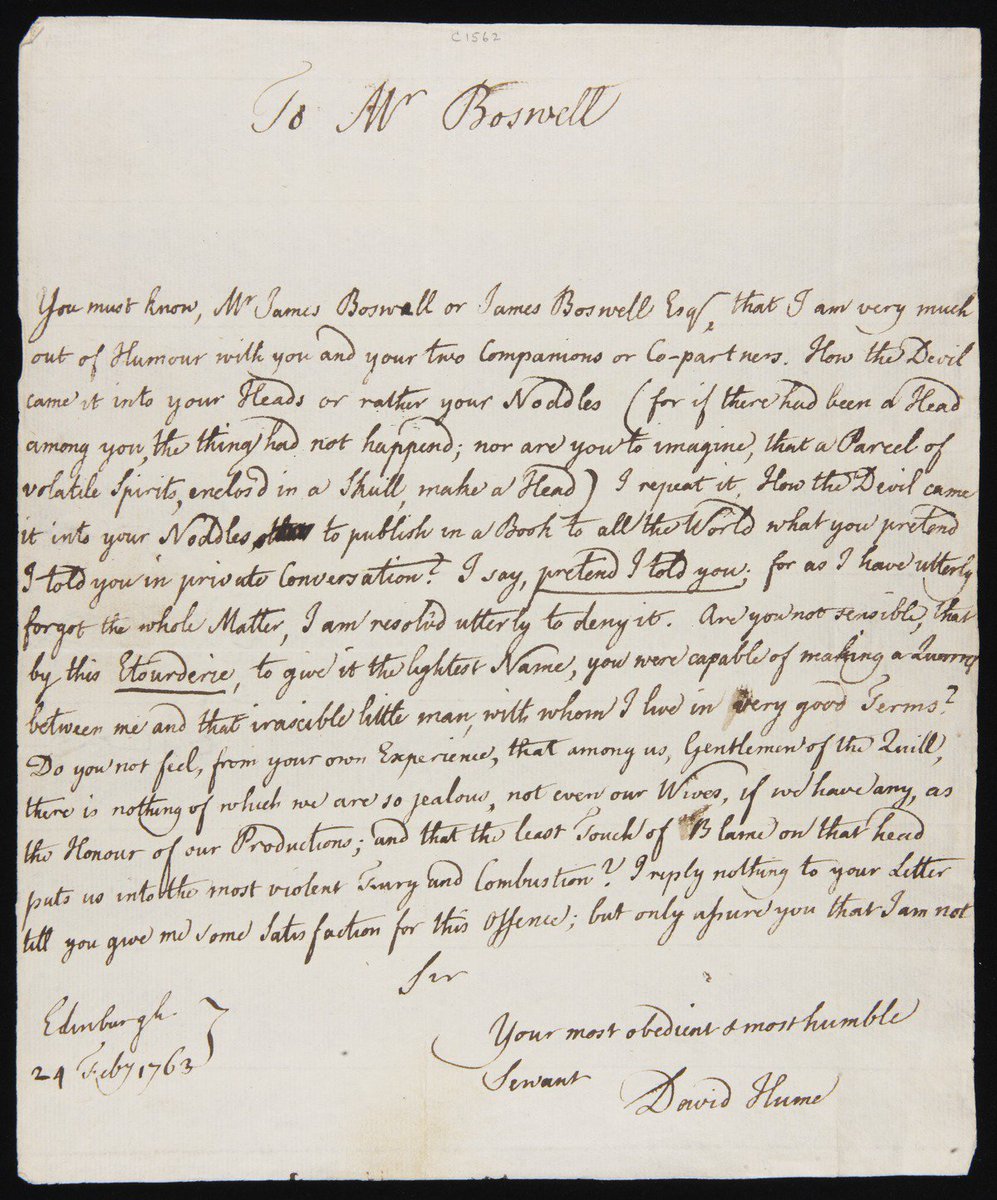 C1562
To Mr Boswell
You must know, Mr James Boswell or James Boswell Esqr, that I am very much
out of Humour with you and your two Companions or Co-partners. How the Devil
came it into your Heads or rather your Noddles (for if there had been a Head
among you, the thing had not happend; nor are you to imagine, that a Parcel of
volatile Spirits, enclos'd in a Skull, make a Head) I repeat it, How the Devil came
it into your Noddles, to publish in a Book to all the World what you pretend
I told you in private Conversation? I say, pretend I told you; for as I have utterly
forgot the whole Matter, I am resolv'd utterly to deny it. Are you not sensible, that
by this Etourderie, to give it the lightest Name, you were capable of making a Quarrel
between me and that irascible little man, with whom I live in very good Terms?
Do you not feel, from your own Experience, that among us, Gentlemen of the Quill,
there is nothing of which we are so jealous, not even our Wives, if we have any, as
the Honour of our Productions; and that the least Touch of Blame on that head
puts us into the most violent Fury and Combustion? I reply nothing to your Letter
till you give me some Satisfaction for this Offence; but only assure you that I am not
Sir
Your most obedient & most humble
Servant
David Hume
Edinburgh
24 Feby 1763